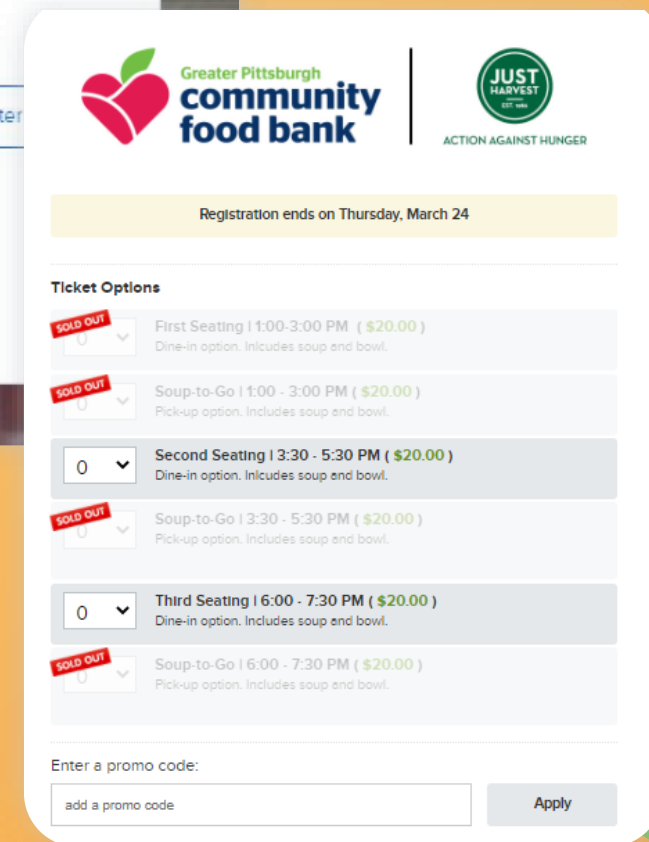 ter
Greater Pittsburgh
community
food bank
JUST
HARVEST
EST. 1986
ACTION AGAINST HUNGER
Registration ends on Thursday, March 24
Ticket Options
SOLD OUT
0
First Seating | 1:00-3:00 PM ( $20.00 )
Dine-in option. Inlcudes soup and bowl.
SOLD OUT
0
Soup-to-Go | 1:00 - 3:00 PM ( $20.00 )
Pick-up option. Includes soup and bowl.
0
Second Seating | 3:30 - 5:30 PM ( $20.00 )
Dine-in option. Inlcudes soup and bowl.
SOLD OUT
0
Soup-to-Go | 3:30 - 5:30 PM ( $20.00 )
Pick-up option. Includes soup and bowl.
0
Third Seating | 6:00 - 7:30 PM ( $20.00 )
Dine-in option. Includes soup and bowl.
SOLD OUT
0
Soup-to-Go | 6:00 - 7:30 PM ( $20.00 )
Pick-up option. Includes soup and bowl.
Enter a promo code:
add a promo code
Apply